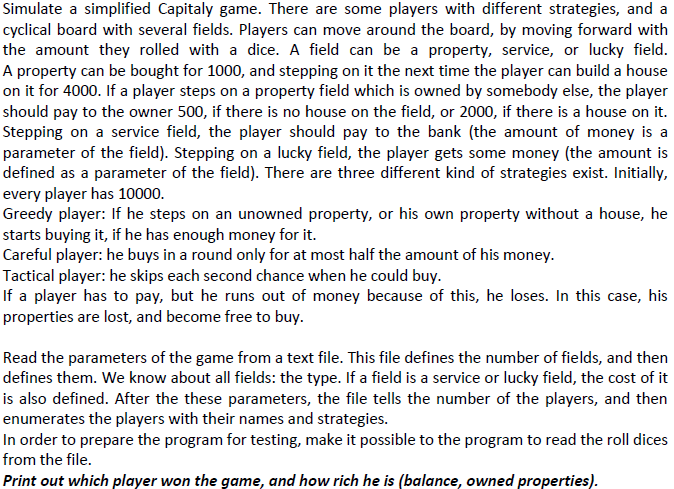 Simulate a simplified Capitaly game. There are some players with different strategies, and a
cyclical board with several fields. Players can move around the board, by moving forward with
the amount they rolled with a dice. A field can be a property, service, or lucky field.
A property can be bought for 1000, and stepping on it the next time the player can build a house
on it for 4000. If a player steps on a property field which is owned by somebody else, the player
should pay to the owner 500, if there is no house on the field, or 2000, if there is a house on it.
Stepping on a service field, the player should pay to the bank (the amount of money is a
parameter of the field). Stepping on a lucky field, the player gets some money (the amount is
defined as a parameter of the field). There are three different kind of strategies exist. Initially,
every player has 10000.
Greedy player: If he steps on an unowned property, or his own property without a house, he
starts buying it, if he has enough money for it.
Careful player: he buys in a round only for at most half the amount of his money.
Tactical player: he skips each second chance when he could buy.
If a player has to pay, but he runs out of money because of this, he loses. In this case, his
properties are lost, and become free to buy.
Read the parameters of the game from a text file. This file defines the number of fields, and then
defines them. We know about all fields: the type. If a field is a service or lucky field, the cost of it
is also defined. After the these parameters, the file tells the number of the players, and then
enumerates the players with their names and strategies.
In order to prepare the program for testing, make it possible to the program to read the roll dices
from the file.
Print out which player won the game, and how rich he is (balance, owned properties).